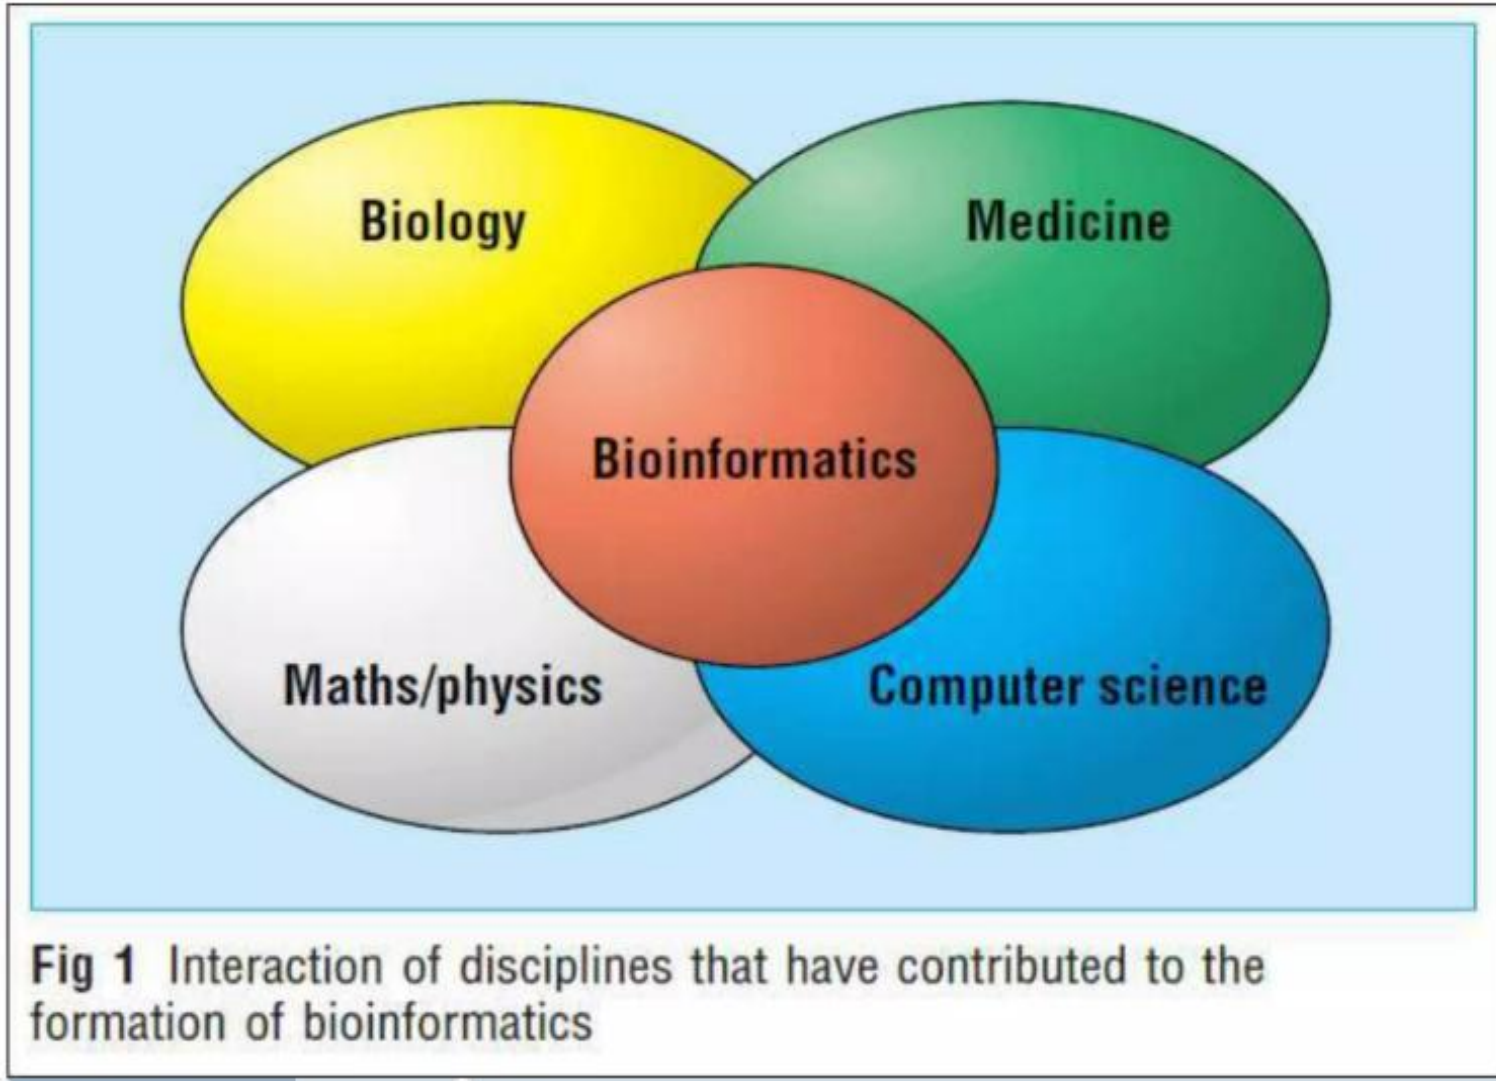 Biology
Medicine
Bioinformatics
Maths/physics
Computer science
Fig 1 Interaction of disciplines that have contributed to the
formation of bioinformatics